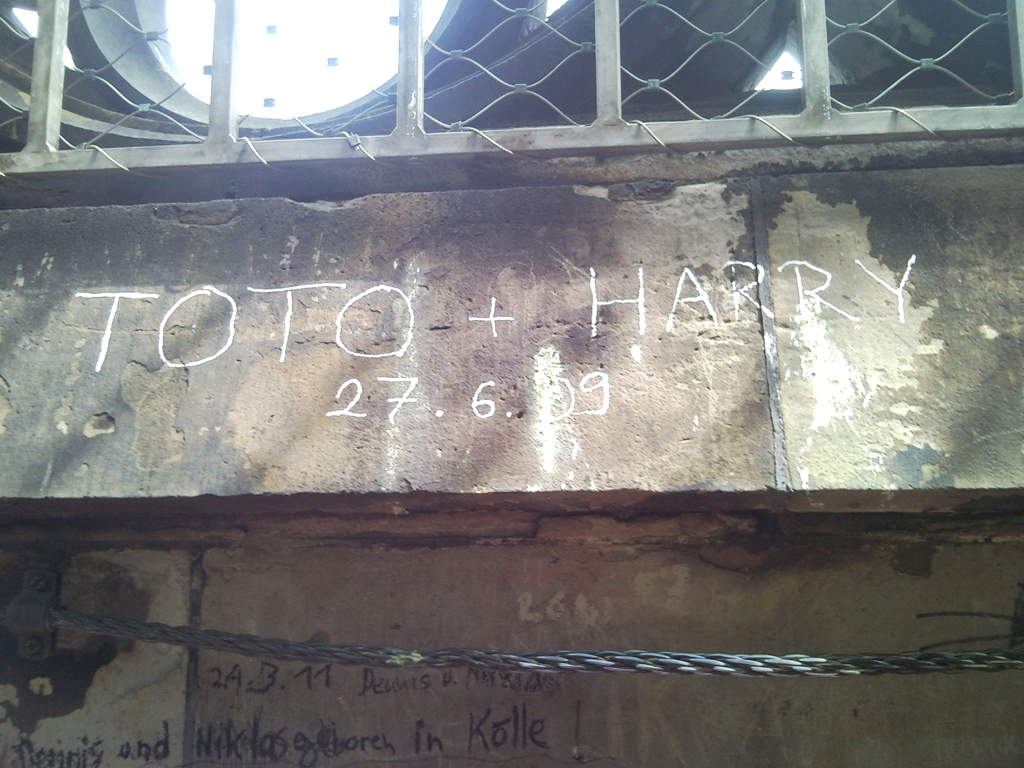 TOTO + HARRY
27.6.09
24.3.11 Dennis u.
Dennis und Niklas geboren in Kölle